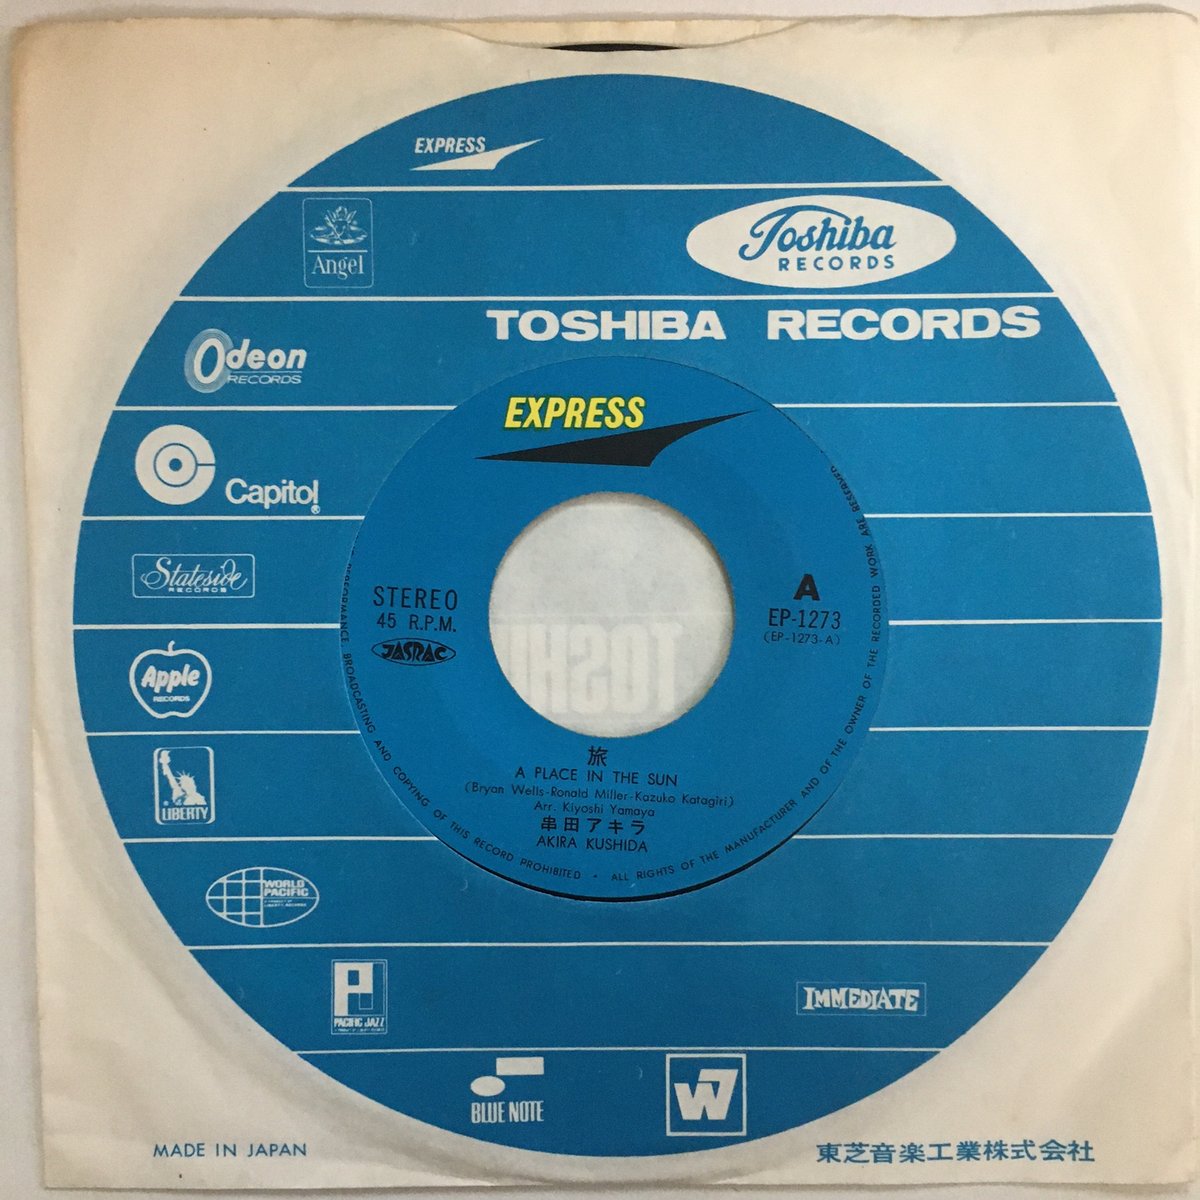 EXPRESS
Angel
Toshiba
RECORDS
TOSHIBA RECORDS
Odeon
RECORDS
Capitol
®
Stateside
RECORDS
Apple
RECORDS
LIBERTY
WORLD
PACIFIC
PACIFIC JAZZ
IMMEDIATE
BLUE NOTE
W7
MADE IN JAPAN
東芝音楽工業株式会社
EXPRESS
STEREO
45 R.P.M.
JASRAC
A
EP-1273
(EP-1273-A)
TOSHI
旅
A PLACE IN THE SUN
(Bryan Wells-Ronald Miller-Kazuko Katagiri)
Arr. Kiyoshi Yamaya
串田アキラ
AKIRA KUSHIDA
PERFORMANCE, BROADCASTING AND COPYING OF THIS RECORD PROHIBITED • ALL RIGHTS OF THE MANUFACTURER AND OF THE OWNER OF THE RECORDED WORK ARE RESERVED